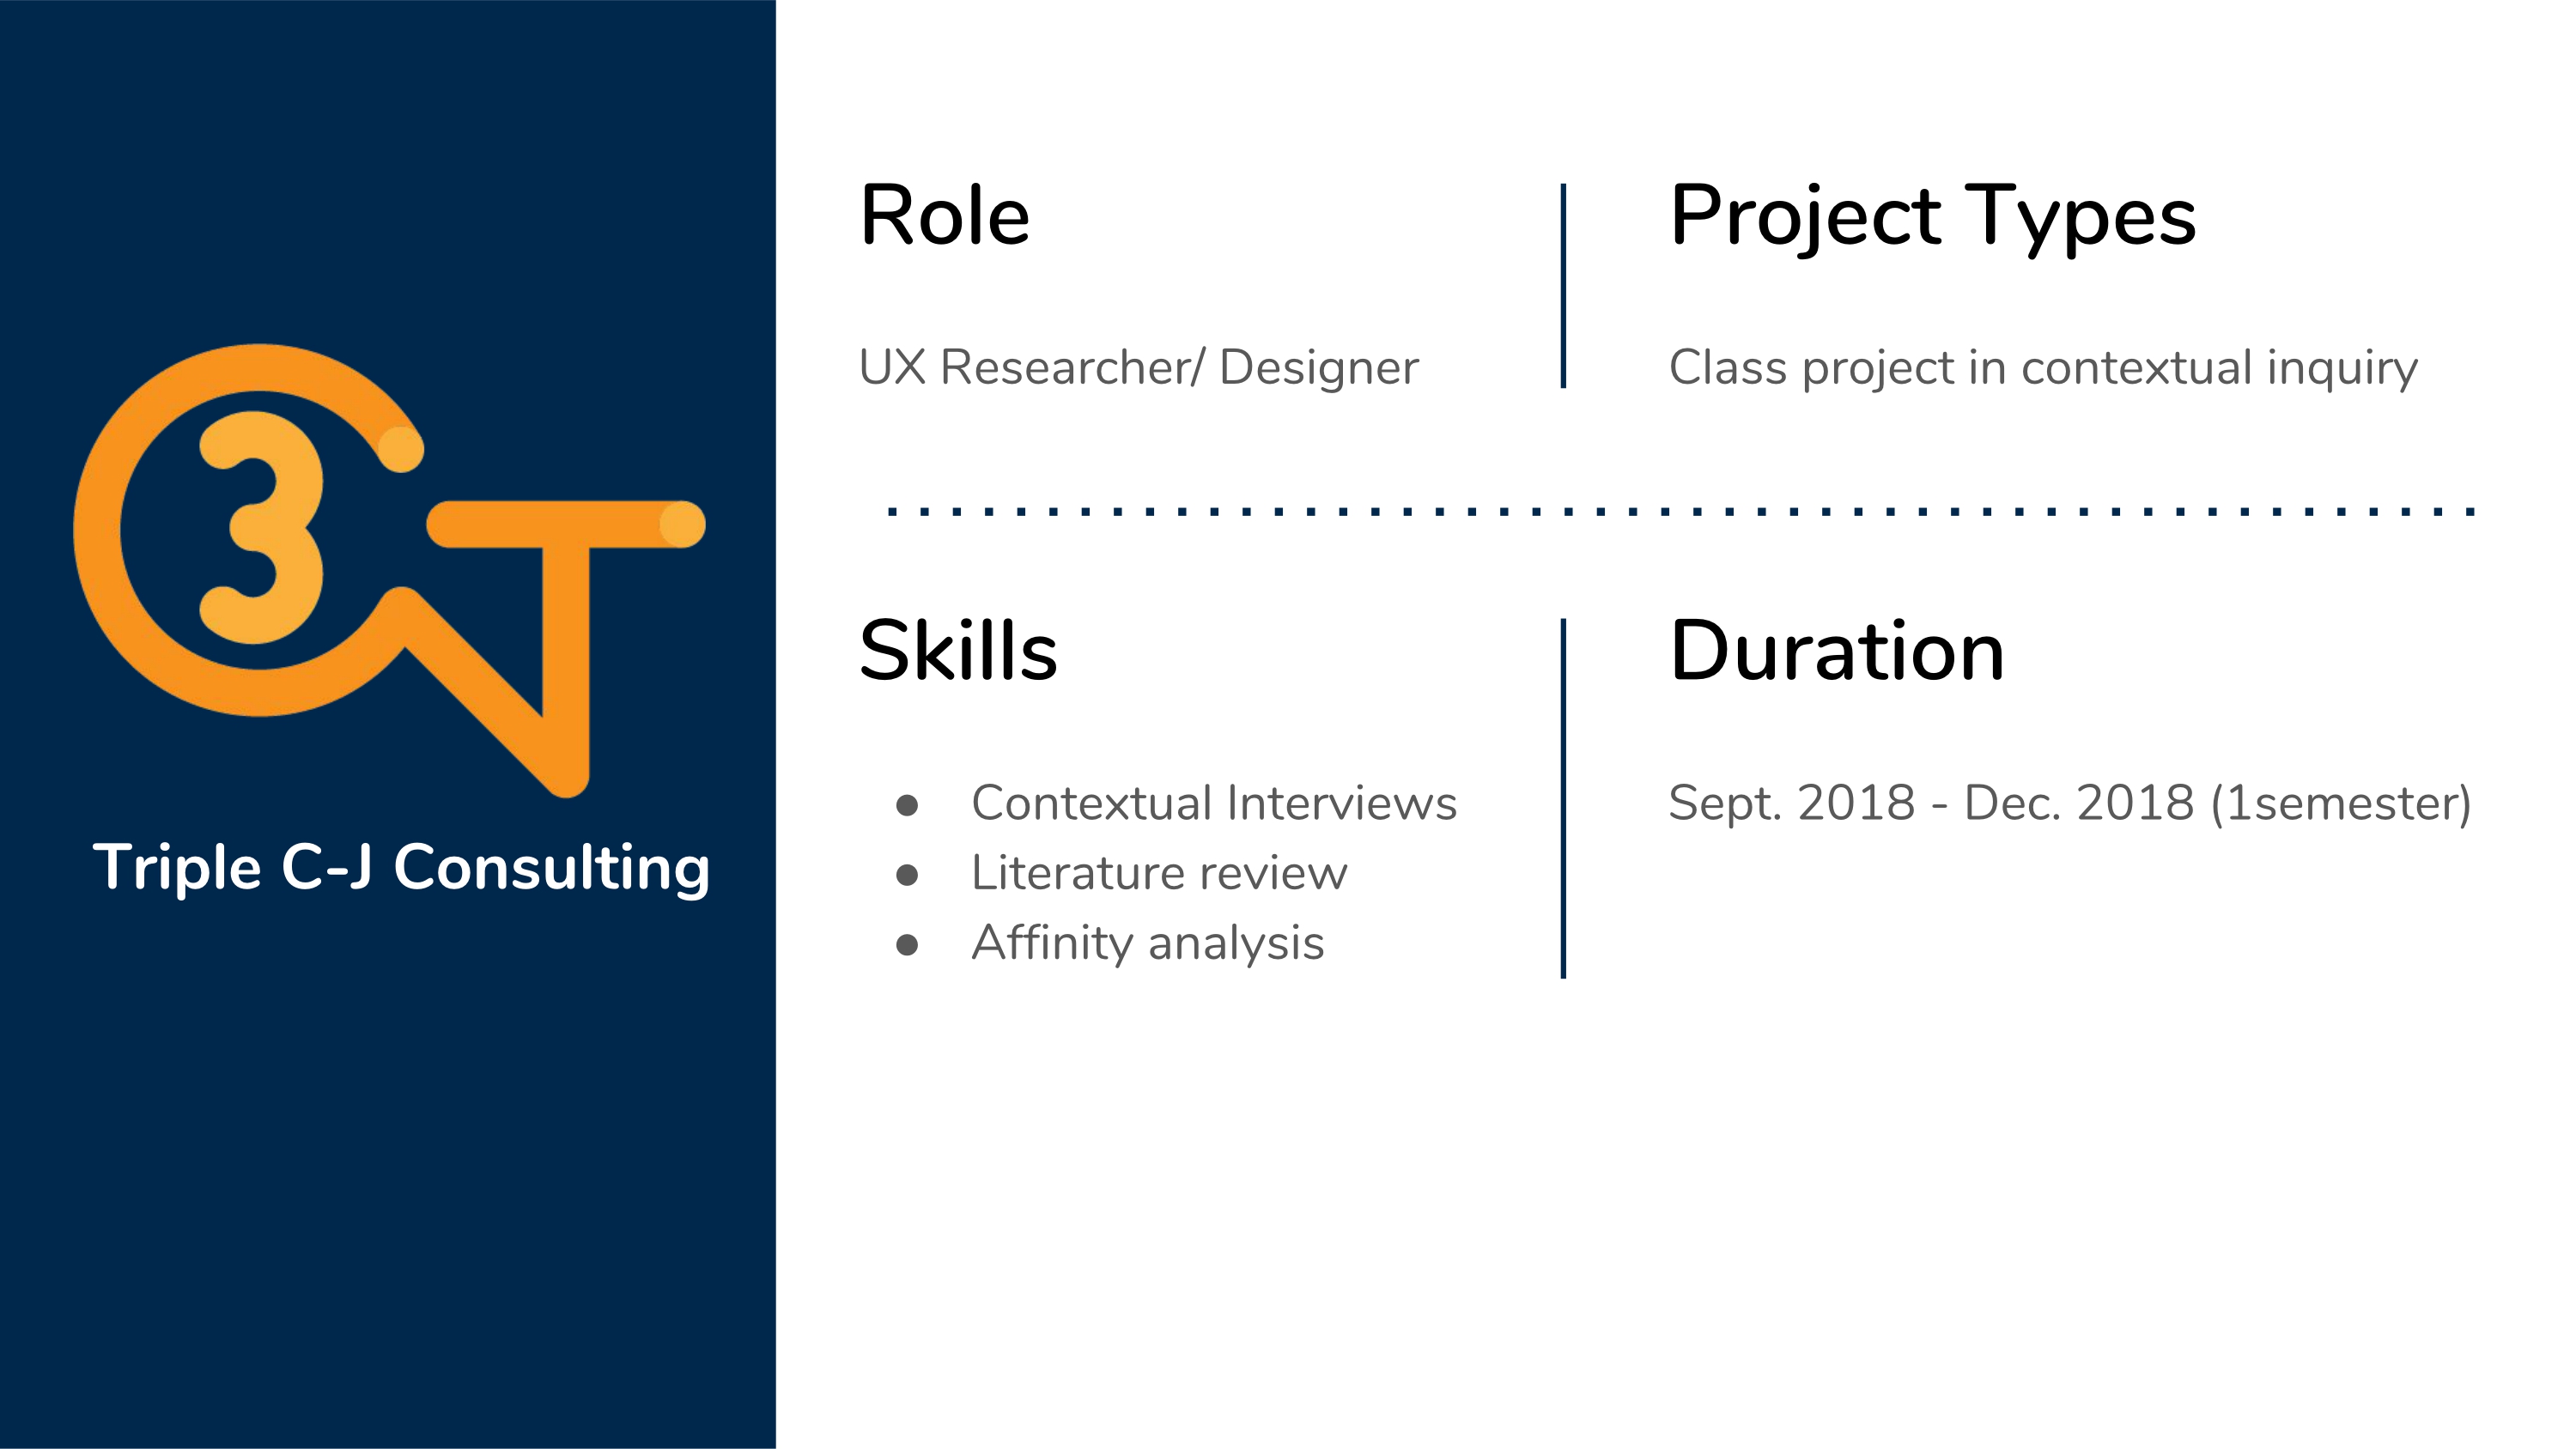 3
Triple C-J Consulting
Role
UX Researcher/ Designer
Project Types
Class project in contextual inquiry
Skills
● Contextual Interviews
● Literature review
● Affinity analysis
Duration
Sept. 2018 - Dec. 2018 (1semester)